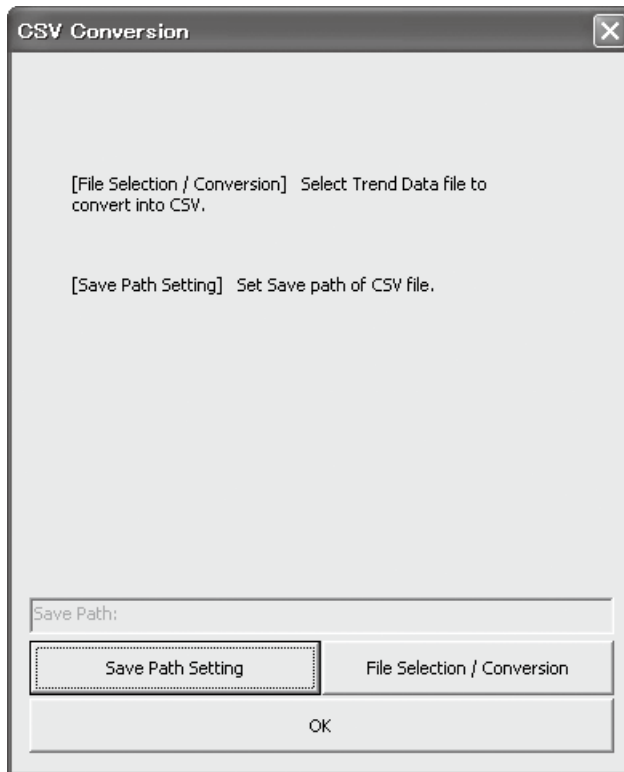 CSV Conversion
[File Selection / Conversion]   Select Trend Data file to
convert into CSV.
[Save Path Setting]   Set Save path of CSV file.
Save Path:
Save Path Setting
File Selection / Conversion
OK